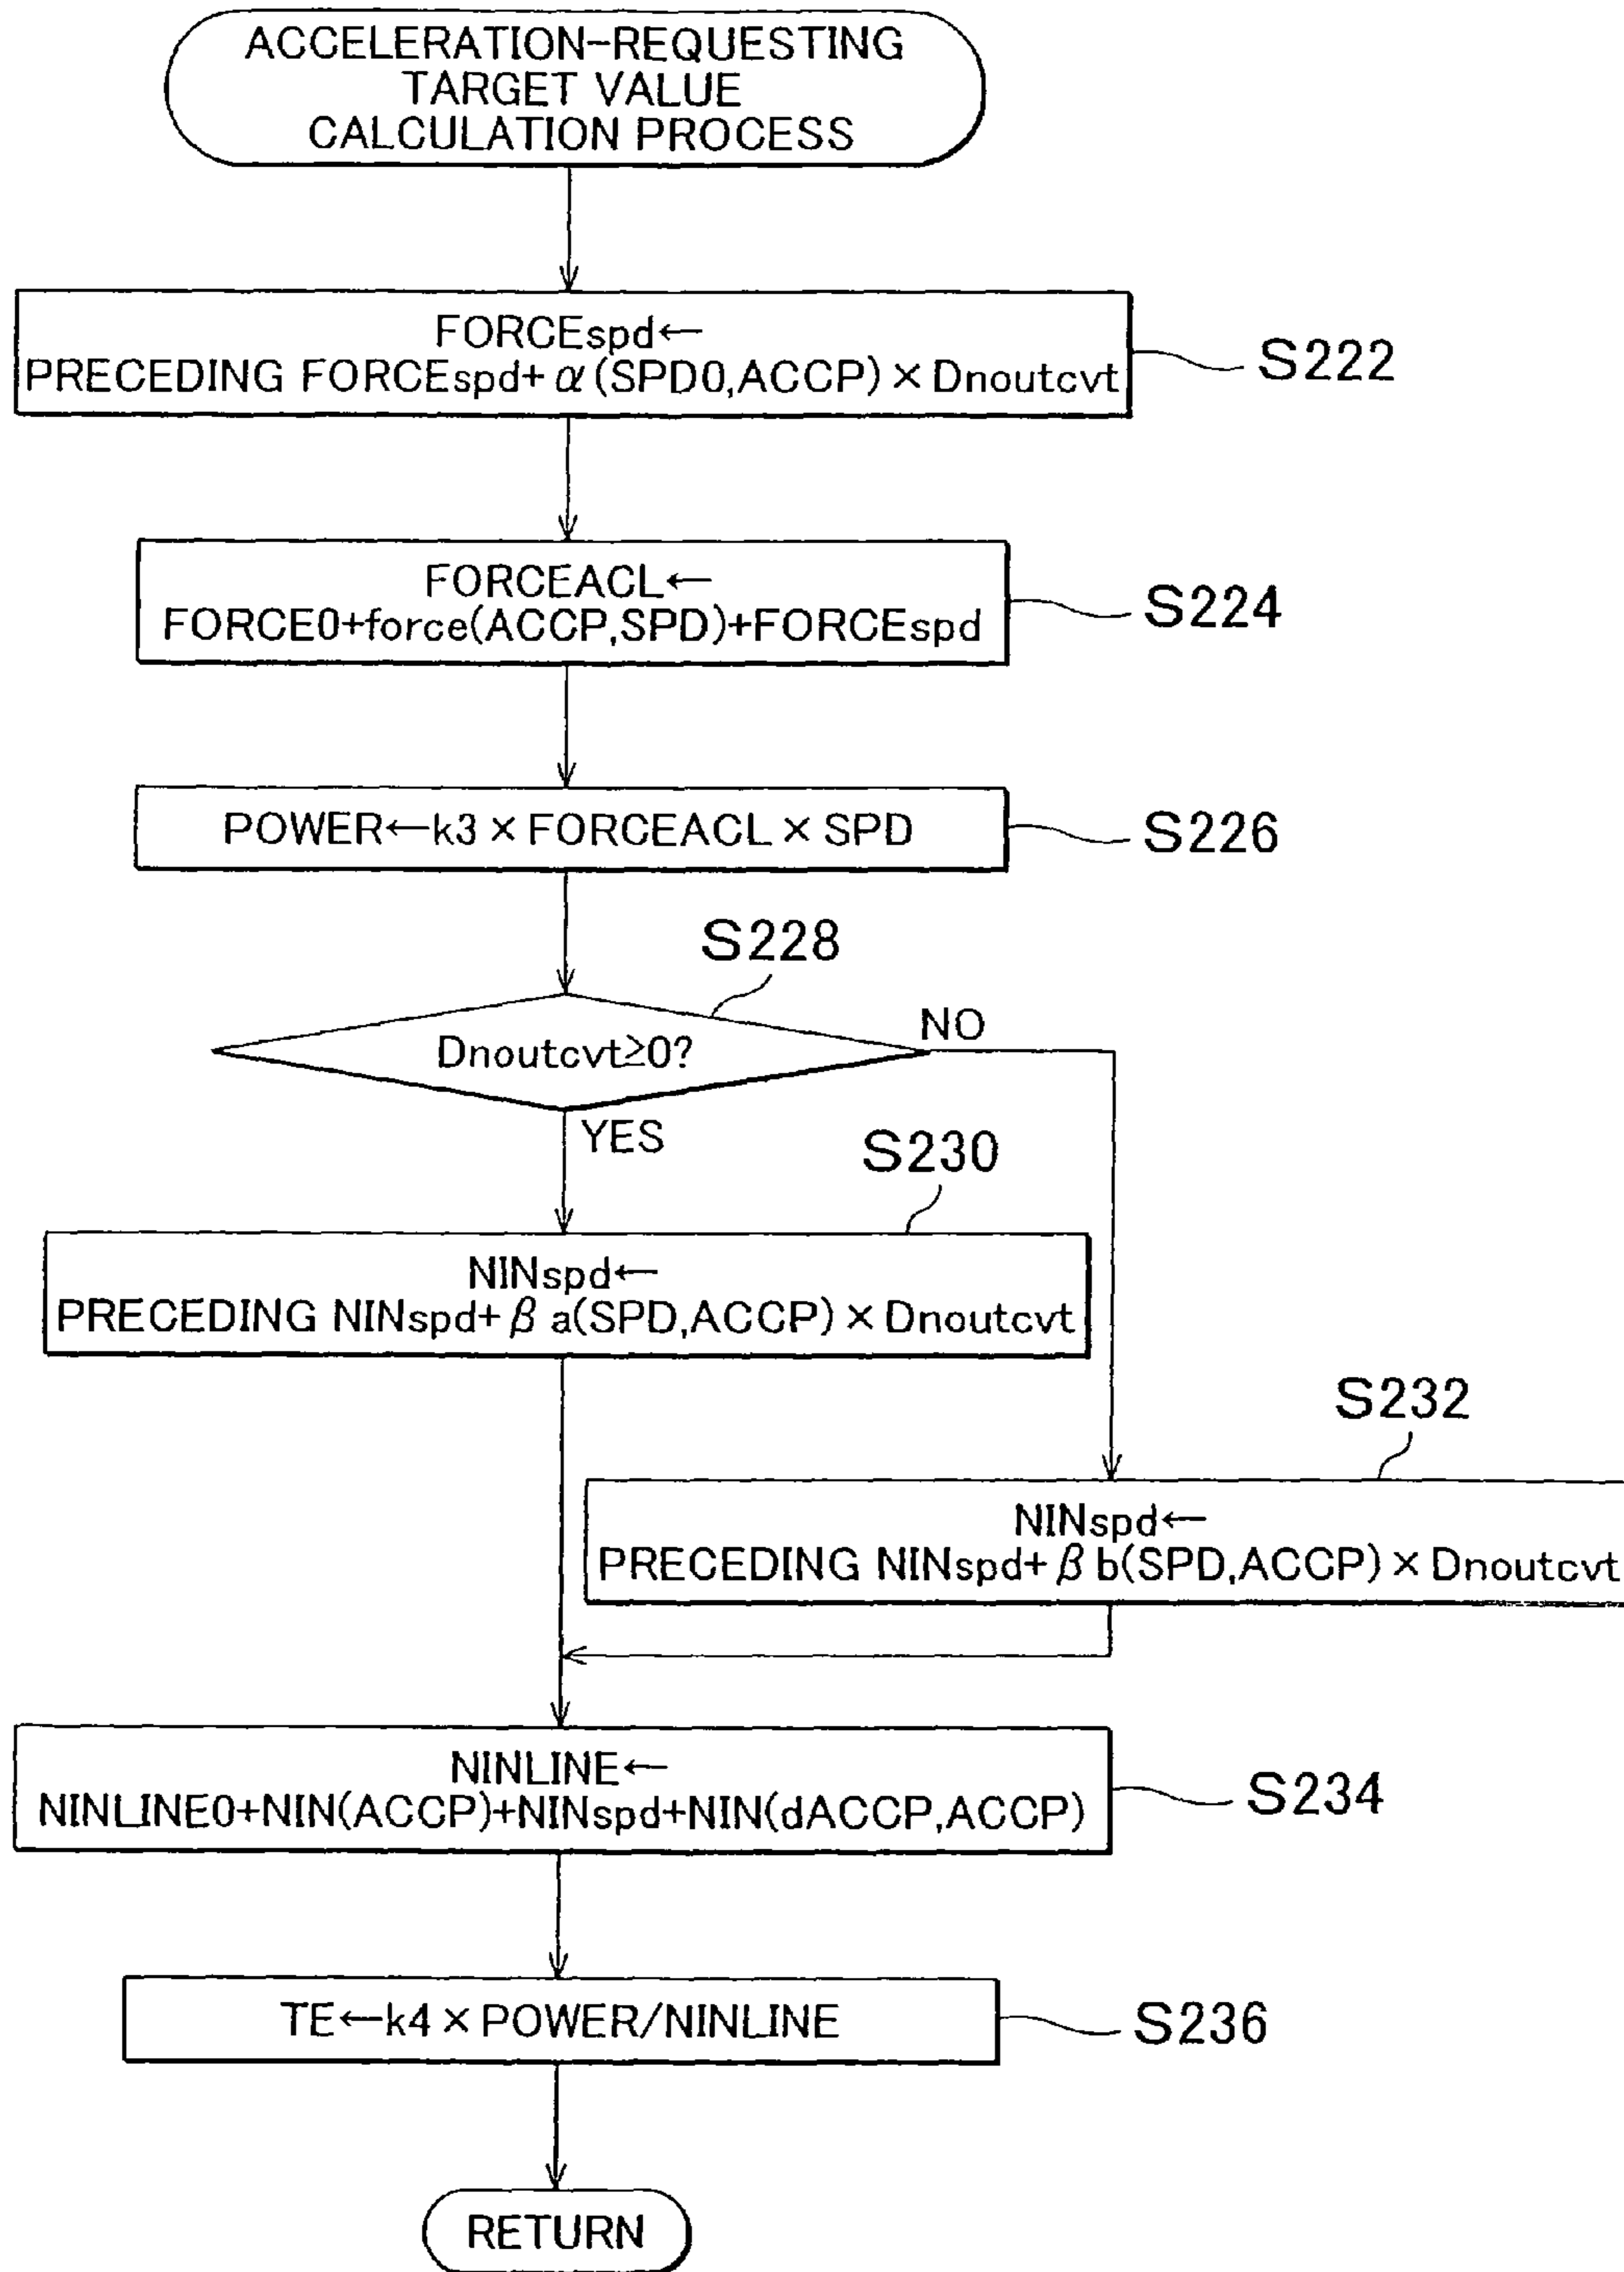 ACCELERATION-REQUESTING
TARGET VALUE
CALCULATION PROCESS
FORCEspd←
PRECEDING FORCEspd+α(SPD0,ACCP)×Dnoutcvt
S222
FORCEACL←
FORCE0+force(ACCP,SPD)+FORCEspd
S224
POWER←k3×FORCEACL×SPD
S226
S228
Dnoutcvt≥0?
NO
YES
S230
NINspd←
PRECEDING NINspd+β a(SPD,ACCP)×Dnoutcvt
S232
NINspd←
PRECEDING NINspd+β b(SPD,ACCP)×Dnoutcvt
NINLINE←
NINLINE0+NIN(ACCP)+NINspd+NIN(dACCP,ACCP)
S234
TE←k4×POWER/NINLINE
S236
RETURN